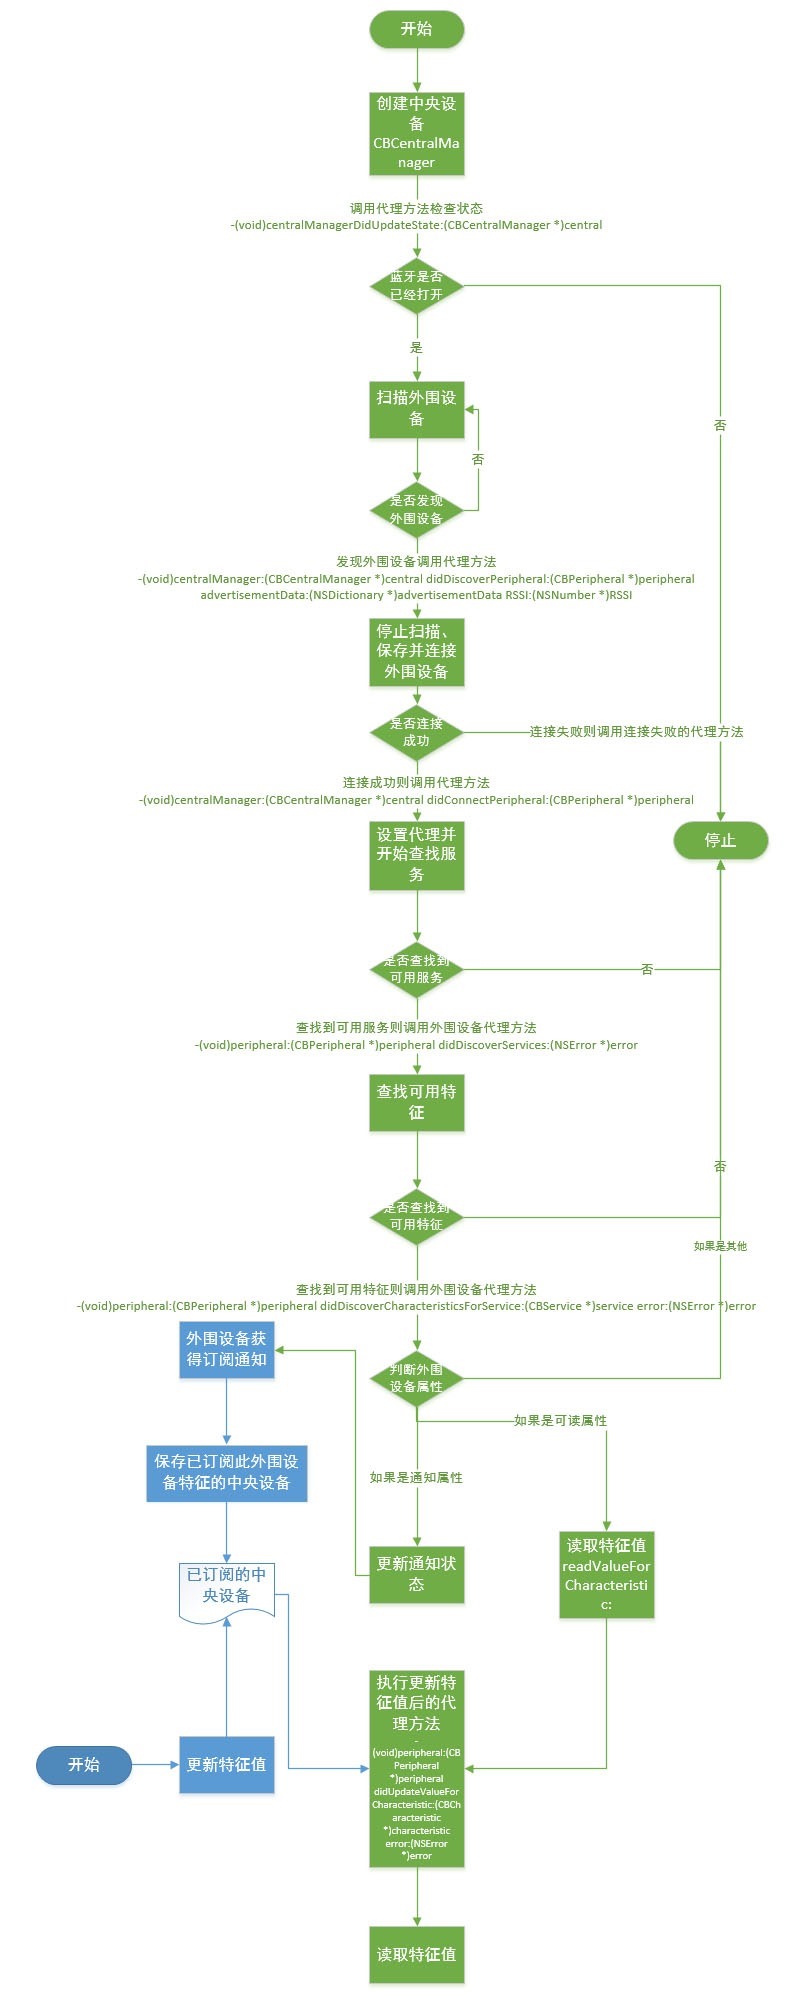 开始
创建中央设
备
CBCentralMa
nager
调用代理方法检查状态
-(void)centralManagerDidUpdateState:(CBCentralManager *)central
蓝牙是否
已经打开
是
否
扫描外围设
备
否
是否发现
外围设备
发现外围设备调用代理方法
-(void)centralManager:(CBCentralManager *)central didDiscoverPeripheral:(CBPeripheral *)peripheral
advertisementData:(NSDictionary *)advertisementData RSSI:(NSNumber *)RSSI
停止扫描、
保存并连接
外围设备
是否连接
成功
连接失败则调用连接失败的代理方法
连接成功则调用代理方法
-(void)centralManager:(CBCentralManager *)central didConnectPeripheral:(CBPeripheral *)peripheral
设置代理并
开始查找服
务
停止
是否查找到
可用服务
否
查找到可用服务则调用外围设备代理方法
-(void)peripheral:(CBPeripheral *)peripheral didDiscoverServices:(NSError *)error
查找可用特
征
否
是否查找到
可用特征
如果是其他
查找到可用特征则调用外围设备代理方法
-(void)peripheral:(CBPeripheral *)peripheral didDiscoverCharacteristicsForService:(CBService *)service error:(NSError *)error
外围设备获
得订阅通知
判断外围
设备属性
如果是可读属性
保存已订阅此外围设
备特征的中央设备
如果是通知属性
更新通知状
态
读取特征值
readValueFor
Characteristi
c:
已订阅的中
央设备
执行更新特
征值后的代
理方法
-
(void)peripheral:(CB
Peripheral
*)peripheral
didUpdateValueFor
Characteristic:(CBCh
aracteristic
*)characteristic
error:(NSError
*)error
开始
更新特征值
读取特征值